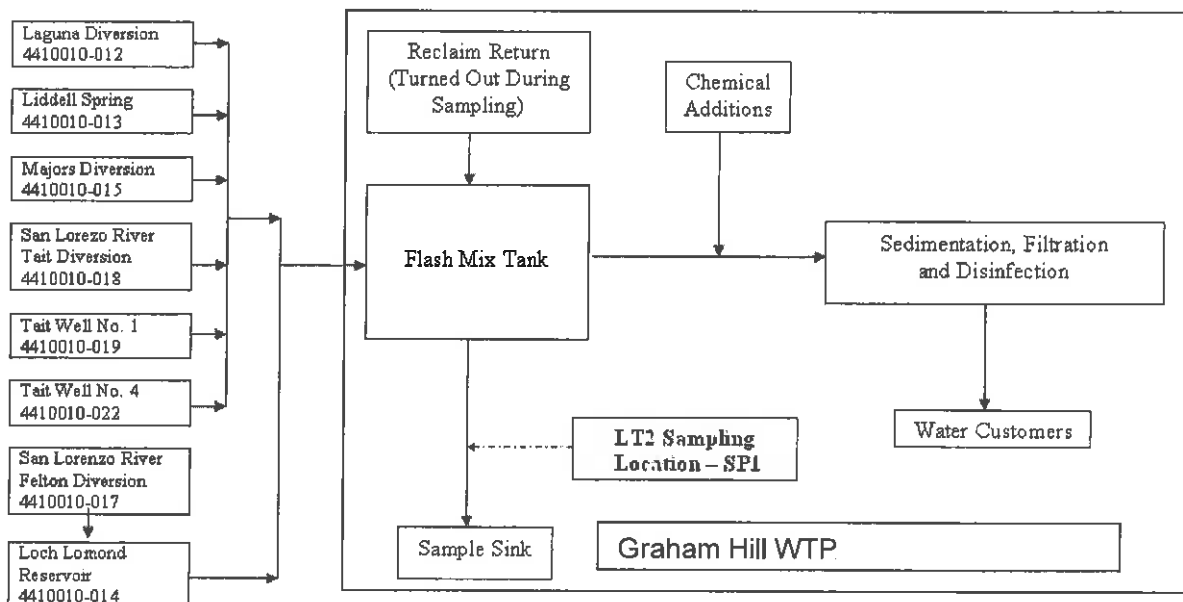 Laguna Diversion
4410010-012
Liddell Spring
4410010-013
Majors Diversion
4410010-015
San Lorezo River
Tait Diversion
4410010-018
Tait Well No. 1
4410010-019
Tait Well No. 4
4410010-022
San Lorenzo River
Felton Diversion
4410010-017
Loch Lomond
Reservoir
4410010-014
Reclaim Return
(Turned Out During
Sampling)
Chemical
Additions
Flash Mix Tank
Sedimentation, Filtration
and Disinfection
LT2 Sampling
Location – SP1
Water Customers
Sample Sink
Graham Hill WTP